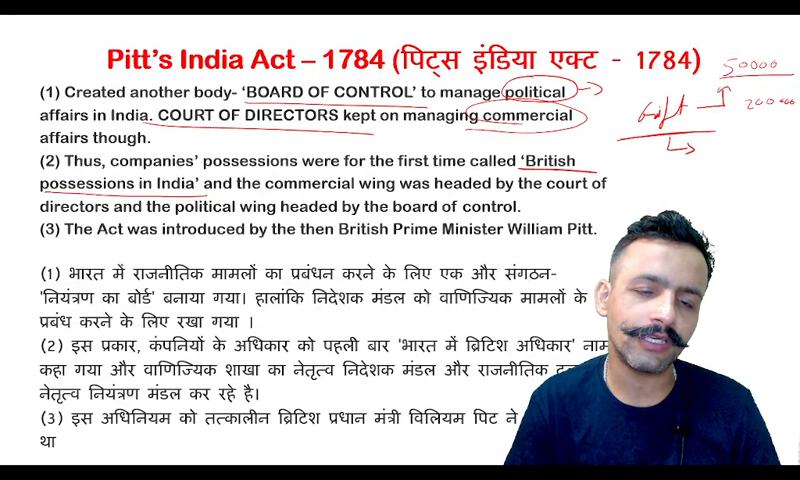 Pitt's India Act – 1784 (पिट्स इंडिया एक्ट - 1784)
50000
(1) Created another body- 'BOARD OF CONTROL' to manage political
200000
affairs in India. COURT OF DIRECTORS kept on managing commercial
affairs though.
(2) Thus, companies' possessions were for the first time called 'British
possessions in India' and the commercial wing was headed by the court of
directors and the political wing headed by the board of control.
(3) The Act was introduced by the then British Prime Minister William Pitt.
(1) भारत में राजनीतिक मामलों का प्रबंधन करने के लिए एक और संगठन-
'नियंत्रण का बोर्ड' बनाया गया। हालांकि निदेशक मंडल को वाणिज्यिक मामलों के
प्रबंध करने के लिए रखा गया ।
(2) इस प्रकार, कंपनियों के अधिकार को पहली बार 'भारत में ब्रिटिश अधिकार' नाम
कहा गया और वाणिज्यिक शाखा का नेतृत्व निदेशक मंडल और राजनीतिक
नेतृत्व नियंत्रण मंडल कर रहे है।
(3) इस अधिनियम को तत्कालीन ब्रिटिश प्रधान मंत्री विलियम पिट ने
था